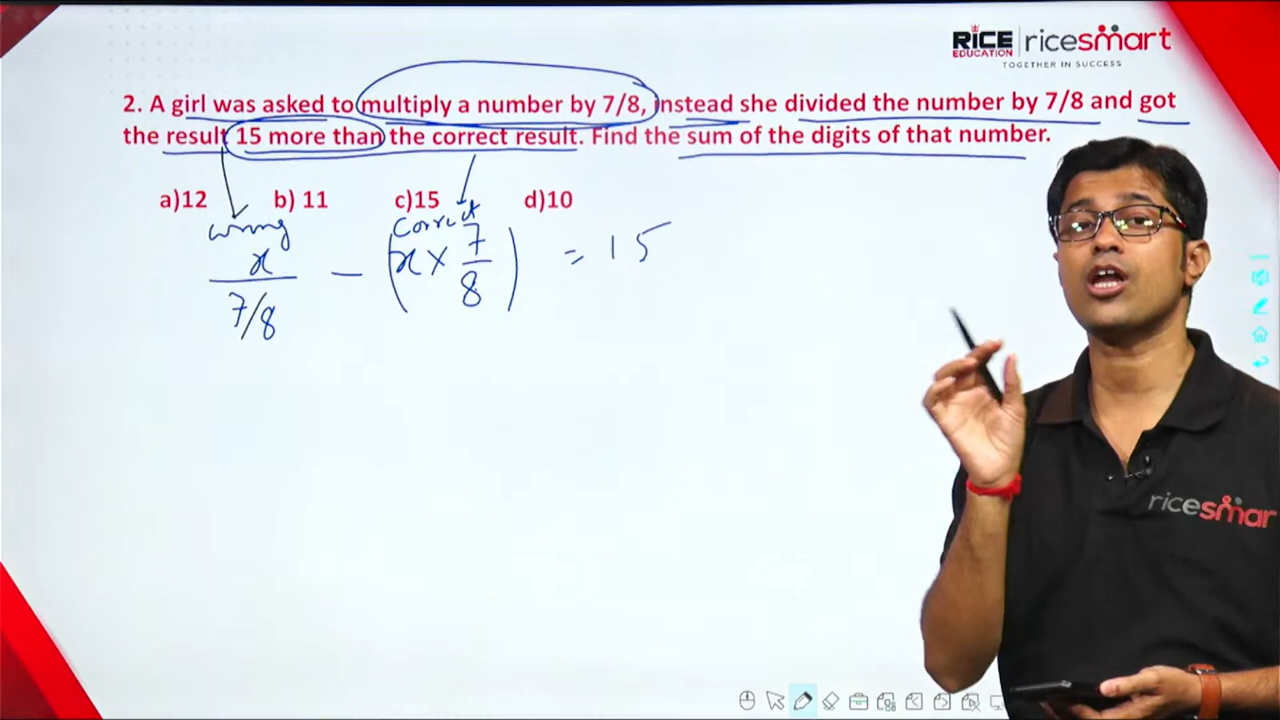 RICE EDUCATION | ricesmart
TOGETHER IN SUCCESS
2. A girl was asked to multiply a number by 7/8, instead she divided the number by 7/8 and got
the result 15 more than the correct result. Find the sum of the digits of that number.
a)12 b) 11 c)15 d)10
wrong correct
x/(7/8) - (x × 7/8) = 15
ricesmar